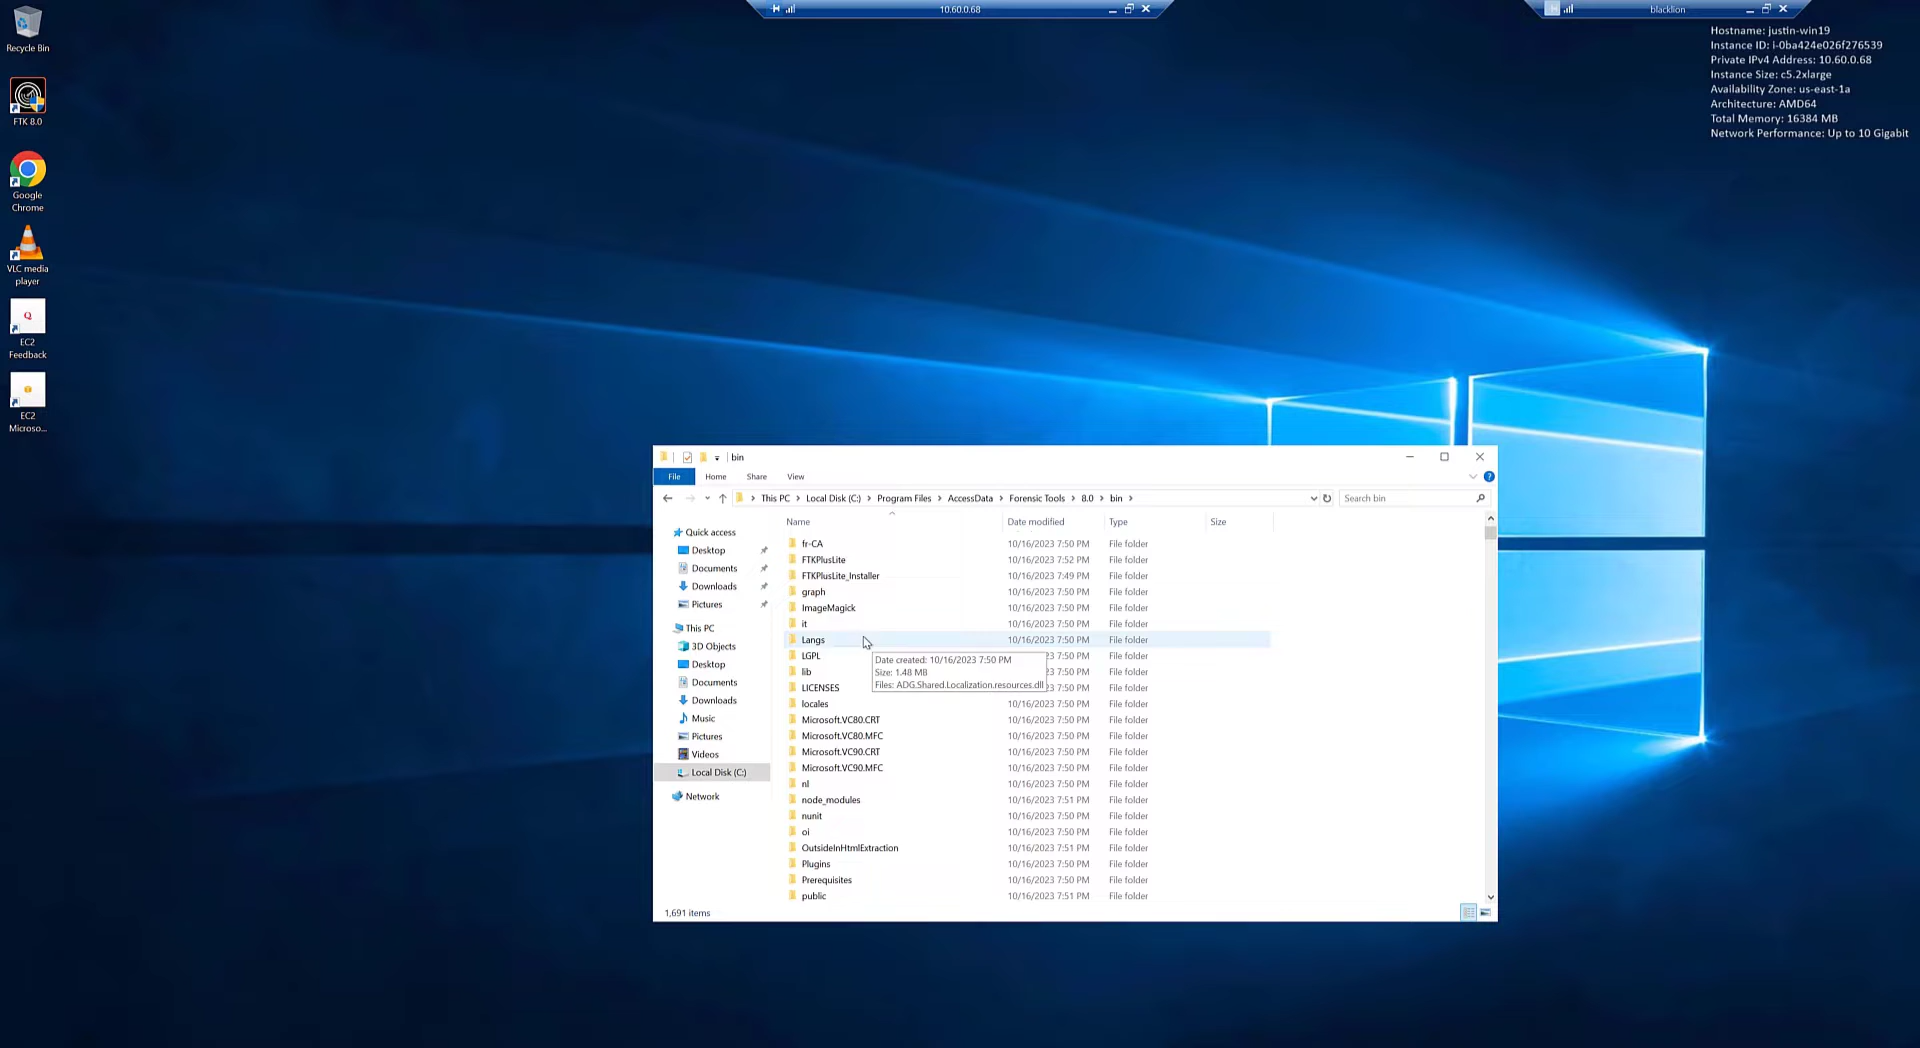 10.60.0.68
blacklion
Hostname: justin-win19
Instance ID: i-0ba424e026f276539
Private IPv4 Address: 10.60.0.68
Instance Size: c5.2xlarge
Availability Zone: us-east-1a
Architecture: AMD64
Total Memory: 16384 MB
Network Performance: Up to 10 Gigabit
Recycle Bin
FTK 8.0
Google
Chrome
VLC media
player
Q
EC2
Feedback
EC2
Microso...
bin
File Home Share View
This PC > Local Disk (C:) > Program Files > AccessData > Forensic Tools > 8.0 > bin >
Search bin
Quick access
Desktop
Documents
Downloads
Pictures
This PC
3D Objects
Desktop
Documents
Downloads
Music
Pictures
Videos
Local Disk (C:)
Network
Name Date modified Type Size
fr-CA 10/16/2023 7:50 PM File folder
FTKPlusLite 10/16/2023 7:52 PM File folder
FTKPlusLite_Installer 10/16/2023 7:49 PM File folder
graph 10/16/2023 7:50 PM File folder
ImageMagick 10/16/2023 7:50 PM File folder
it 10/16/2023 7:50 PM File folder
Langs 10/16/2023 7:50 PM File folder
LGPL 23 7:50 PM File folder
lib 23 7:50 PM File folder
LICENSES 23 7:50 PM File folder
Date created: 10/16/2023 7:50 PM
Size: 1.48 MB
Files: ADG.Shared.Localization.resources.dll
locales 10/16/2023 7:50 PM File folder
Microsoft.VC80.CRT 10/16/2023 7:50 PM File folder
Microsoft.VC80.MFC 10/16/2023 7:50 PM File folder
Microsoft.VC90.CRT 10/16/2023 7:50 PM File folder
Microsoft.VC90.MFC 10/16/2023 7:50 PM File folder
nl 10/16/2023 7:50 PM File folder
node_modules 10/16/2023 7:51 PM File folder
nunit 10/16/2023 7:50 PM File folder
oi 10/16/2023 7:50 PM File folder
OutsideInHtmlExtraction 10/16/2023 7:51 PM File folder
Plugins 10/16/2023 7:50 PM File folder
Prerequisites 10/16/2023 7:50 PM File folder
public 10/16/2023 7:51 PM File folder
1,691 items